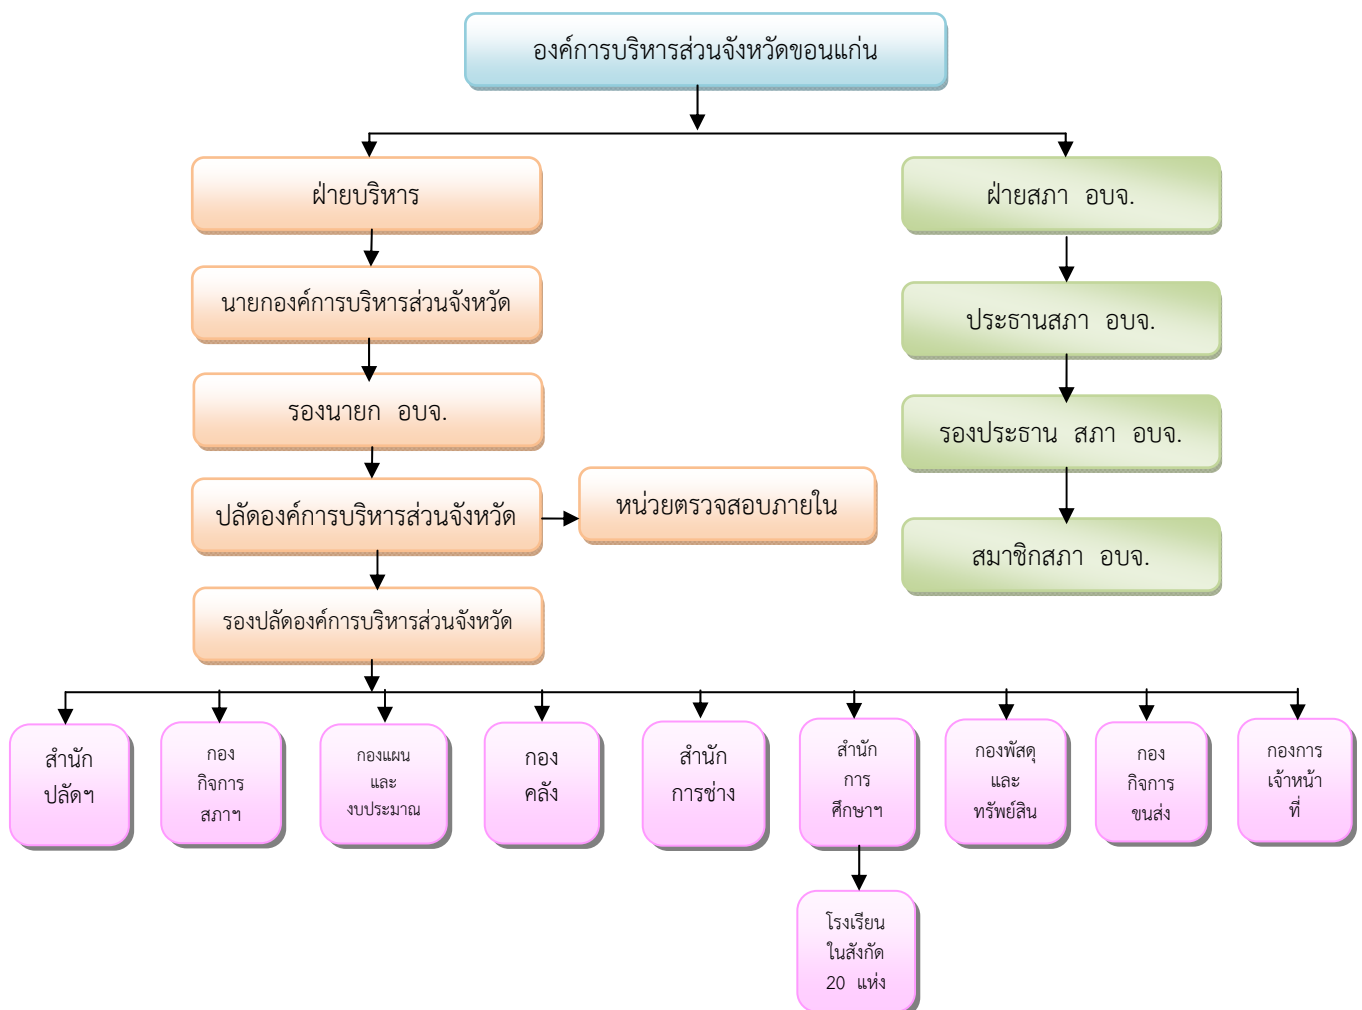 องค์การบริหารส่วนจังหวัดขอนแก่น
ฝ่ายบริหาร
ฝ่ายสภา อบจ.
นายกองค์การบริหารส่วนจังหวัด
ประธานสภา อบจ.
รองนายก อบจ.
รองประธาน สภา อบจ.
ปลัดองค์การบริหารส่วนจังหวัด
หน่วยตรวจสอบภายใน
สมาชิกสภา อบจ.
รองปลัดองค์การบริหารส่วนจังหวัด
สำนัก
ปลัดฯ
กอง
กิจการ
สภาฯ
กองแผน
และ
งบประมาณ
กอง
คลัง
สำนัก
การช่าง
สำนัก
การ
ศึกษาฯ
กองพัสดุ
และ
ทรัพย์สิน
กอง
กิจการ
ขนส่ง
กองการ
เจ้าหน้า
ที่
โรงเรียน
ในสังกัด
20 แห่ง